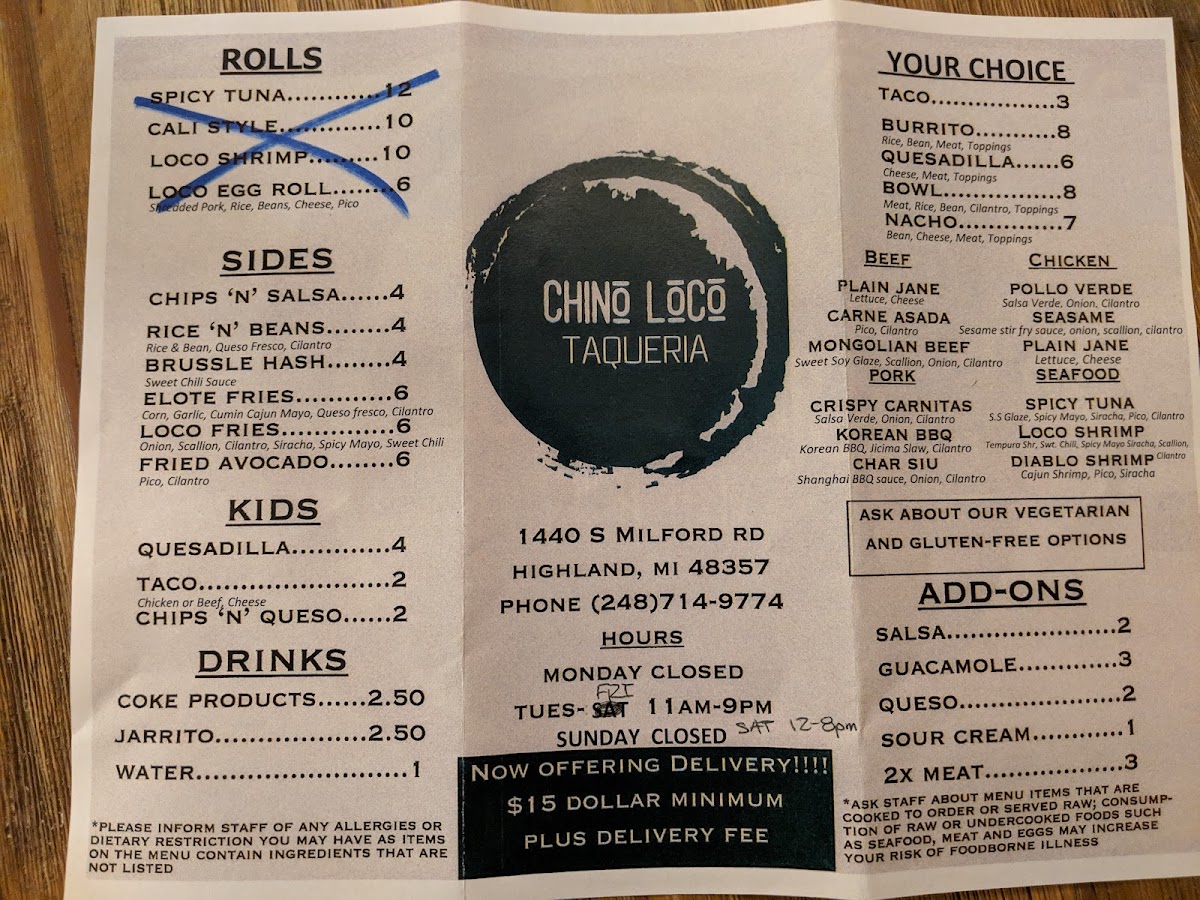 ROLLS
SPICY TUNA............12
CALI STYLE.............10
LOCO SHRIMP.........10
LOCO EGG ROLL........6
Shredded Pork, Rice, Beans, Cheese, Pico
SIDES
CHIPS ‘N’ SALSA......4
RICE ‘N’ BEANS........4
Rice & Bean, Queso Fresco, Cilantro
BRUSSLE HASH........4
Sweet Chili Sauce
ELOTE FRIES............6
Corn, Garlic, Cumin Cajun Mayo, Queso fresco, Cilantro
LOCO FRIES.............6
Onion, Scallion, Cilantro, Siracha, Spicy Mayo, Sweet Chili
FRIED AVOCADO........6
Pico, Cilantro
KIDS
QUESADILLA............4
TACO......................2
Chicken or Beef, Cheese
CHIPS ‘N’ QUESO......2
DRINKS
COKE PRODUCTS......2.50
JARRITO..................2.50
WATER.........................1
*PLEASE INFORM STAFF OF ANY ALLERGIES OR
DIETARY RESTRICTION YOU MAY HAVE AS ITEMS
ON THE MENU CONTAIN INGREDIENTS THAT ARE
NOT LISTED
CHINō LōCō
TAQUERIA
1440 S MILFORD RD
HIGHLAND, MI 48357
PHONE (248)714-9774
HOURS
MONDAY CLOSED
FRI
TUES- SAT 11AM-9PM
SUNDAY CLOSED SAT 12-8pm
NOW OFFERING DELIVERY!!!!
$15 DOLLAR MINIMUM
PLUS DELIVERY FEE
YOUR CHOICE
TACO.................3
BURRITO...........8
Rice, Bean, Meat, Toppings
QUESADILLA......6
Cheese, Meat, Toppings
BOWL................8
Meat, Rice, Bean, Cilantro, Toppings
NACHO..............7
Bean, Cheese, Meat, Toppings
BEEF
PLAIN JANE
Lettuce, Cheese
CARNE ASADA
Pico, Cilantro
MONGOLIAN BEEF
Sweet Soy Glaze, Scallion, Onion, Cilantro
PORK
CRISPY CARNITAS
Salsa Verde, Onion, Cilantro
KOREAN BBQ
Korean BBQ, Jicima Slaw, Cilantro
CHAR SIU
Shanghai BBQ sauce, Onion, Cilantro
CHICKEN
POLLO VERDE
Salsa Verde, Onion, Cilantro
SEASAME
Sesame stir fry sauce, onion, scallion, cilantro
PLAIN JANE
Lettuce, Cheese
SEAFOOD
SPICY TUNA
S.S Glaze, Spicy Mayo, Siracha, Pico, Cilantro
LOCO SHRIMP
Tempura Shr, Swt. Chili, Spicy Mayo Siracha, Scallion,
Cilantro
DIABLO SHRIMP
Cajun Shrimp, Pico, Siracha
ASK ABOUT OUR VEGETARIAN
AND GLUTEN-FREE OPTIONS
ADD-ONS
SALSA......................2
GUACAMOLE.............3
QUESO.....................2
SOUR CREAM............1
2X MEAT..................3
*ASK STAFF ABOUT MENU ITEMS THAT ARE
COOKED TO ORDER OR SERVED RAW; CONSUMP-
TION OF RAW OR UNDERCOOKED FOODS SUCH
AS SEAFOOD, MEAT AND EGGS MAY INCREASE
YOUR RISK OF FOODBORNE ILLNESS